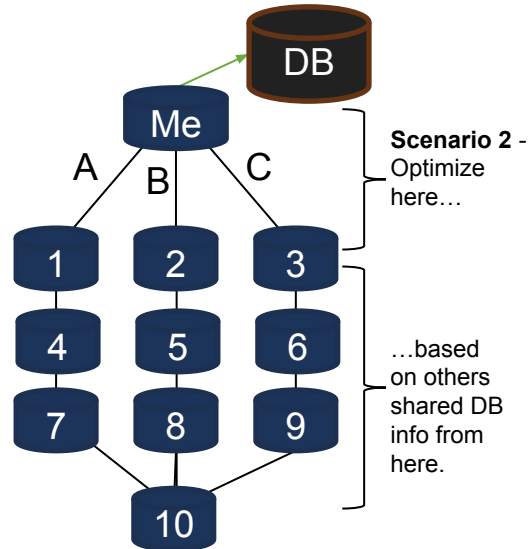 DB
Me
Scenario 2 -
Optimize
here…
A
B
C
1
2
3
4
5
6
…based
on others
shared DB
info from
here.
7
8
9
10